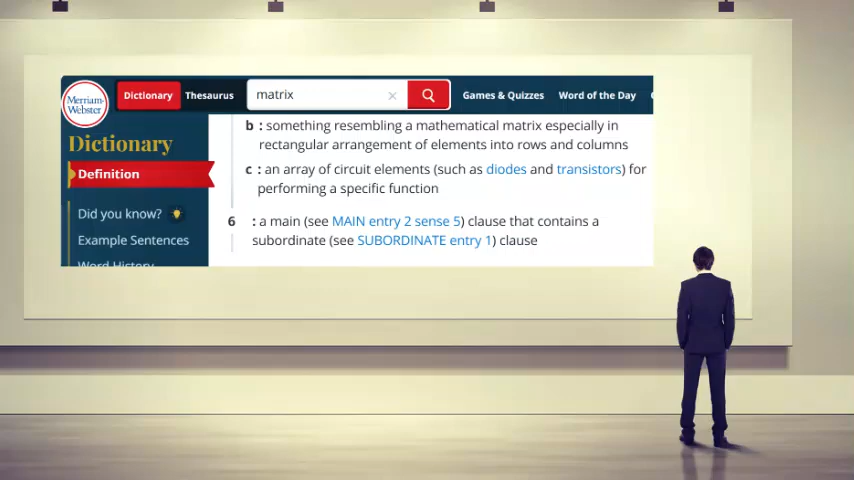 Merriam-
Webster
Dictionary Thesaurus matrix × Games & Quizzes Word of the Day
Dictionary
Definition
Did you know?
Example Sentences
Word History
b : something resembling a mathematical matrix especially in
rectangular arrangement of elements into rows and columns
c : an array of circuit elements (such as diodes and transistors) for
performing a specific function
6 : a main (see MAIN entry 2 sense 5) clause that contains a
subordinate (see SUBORDINATE entry 1) clause